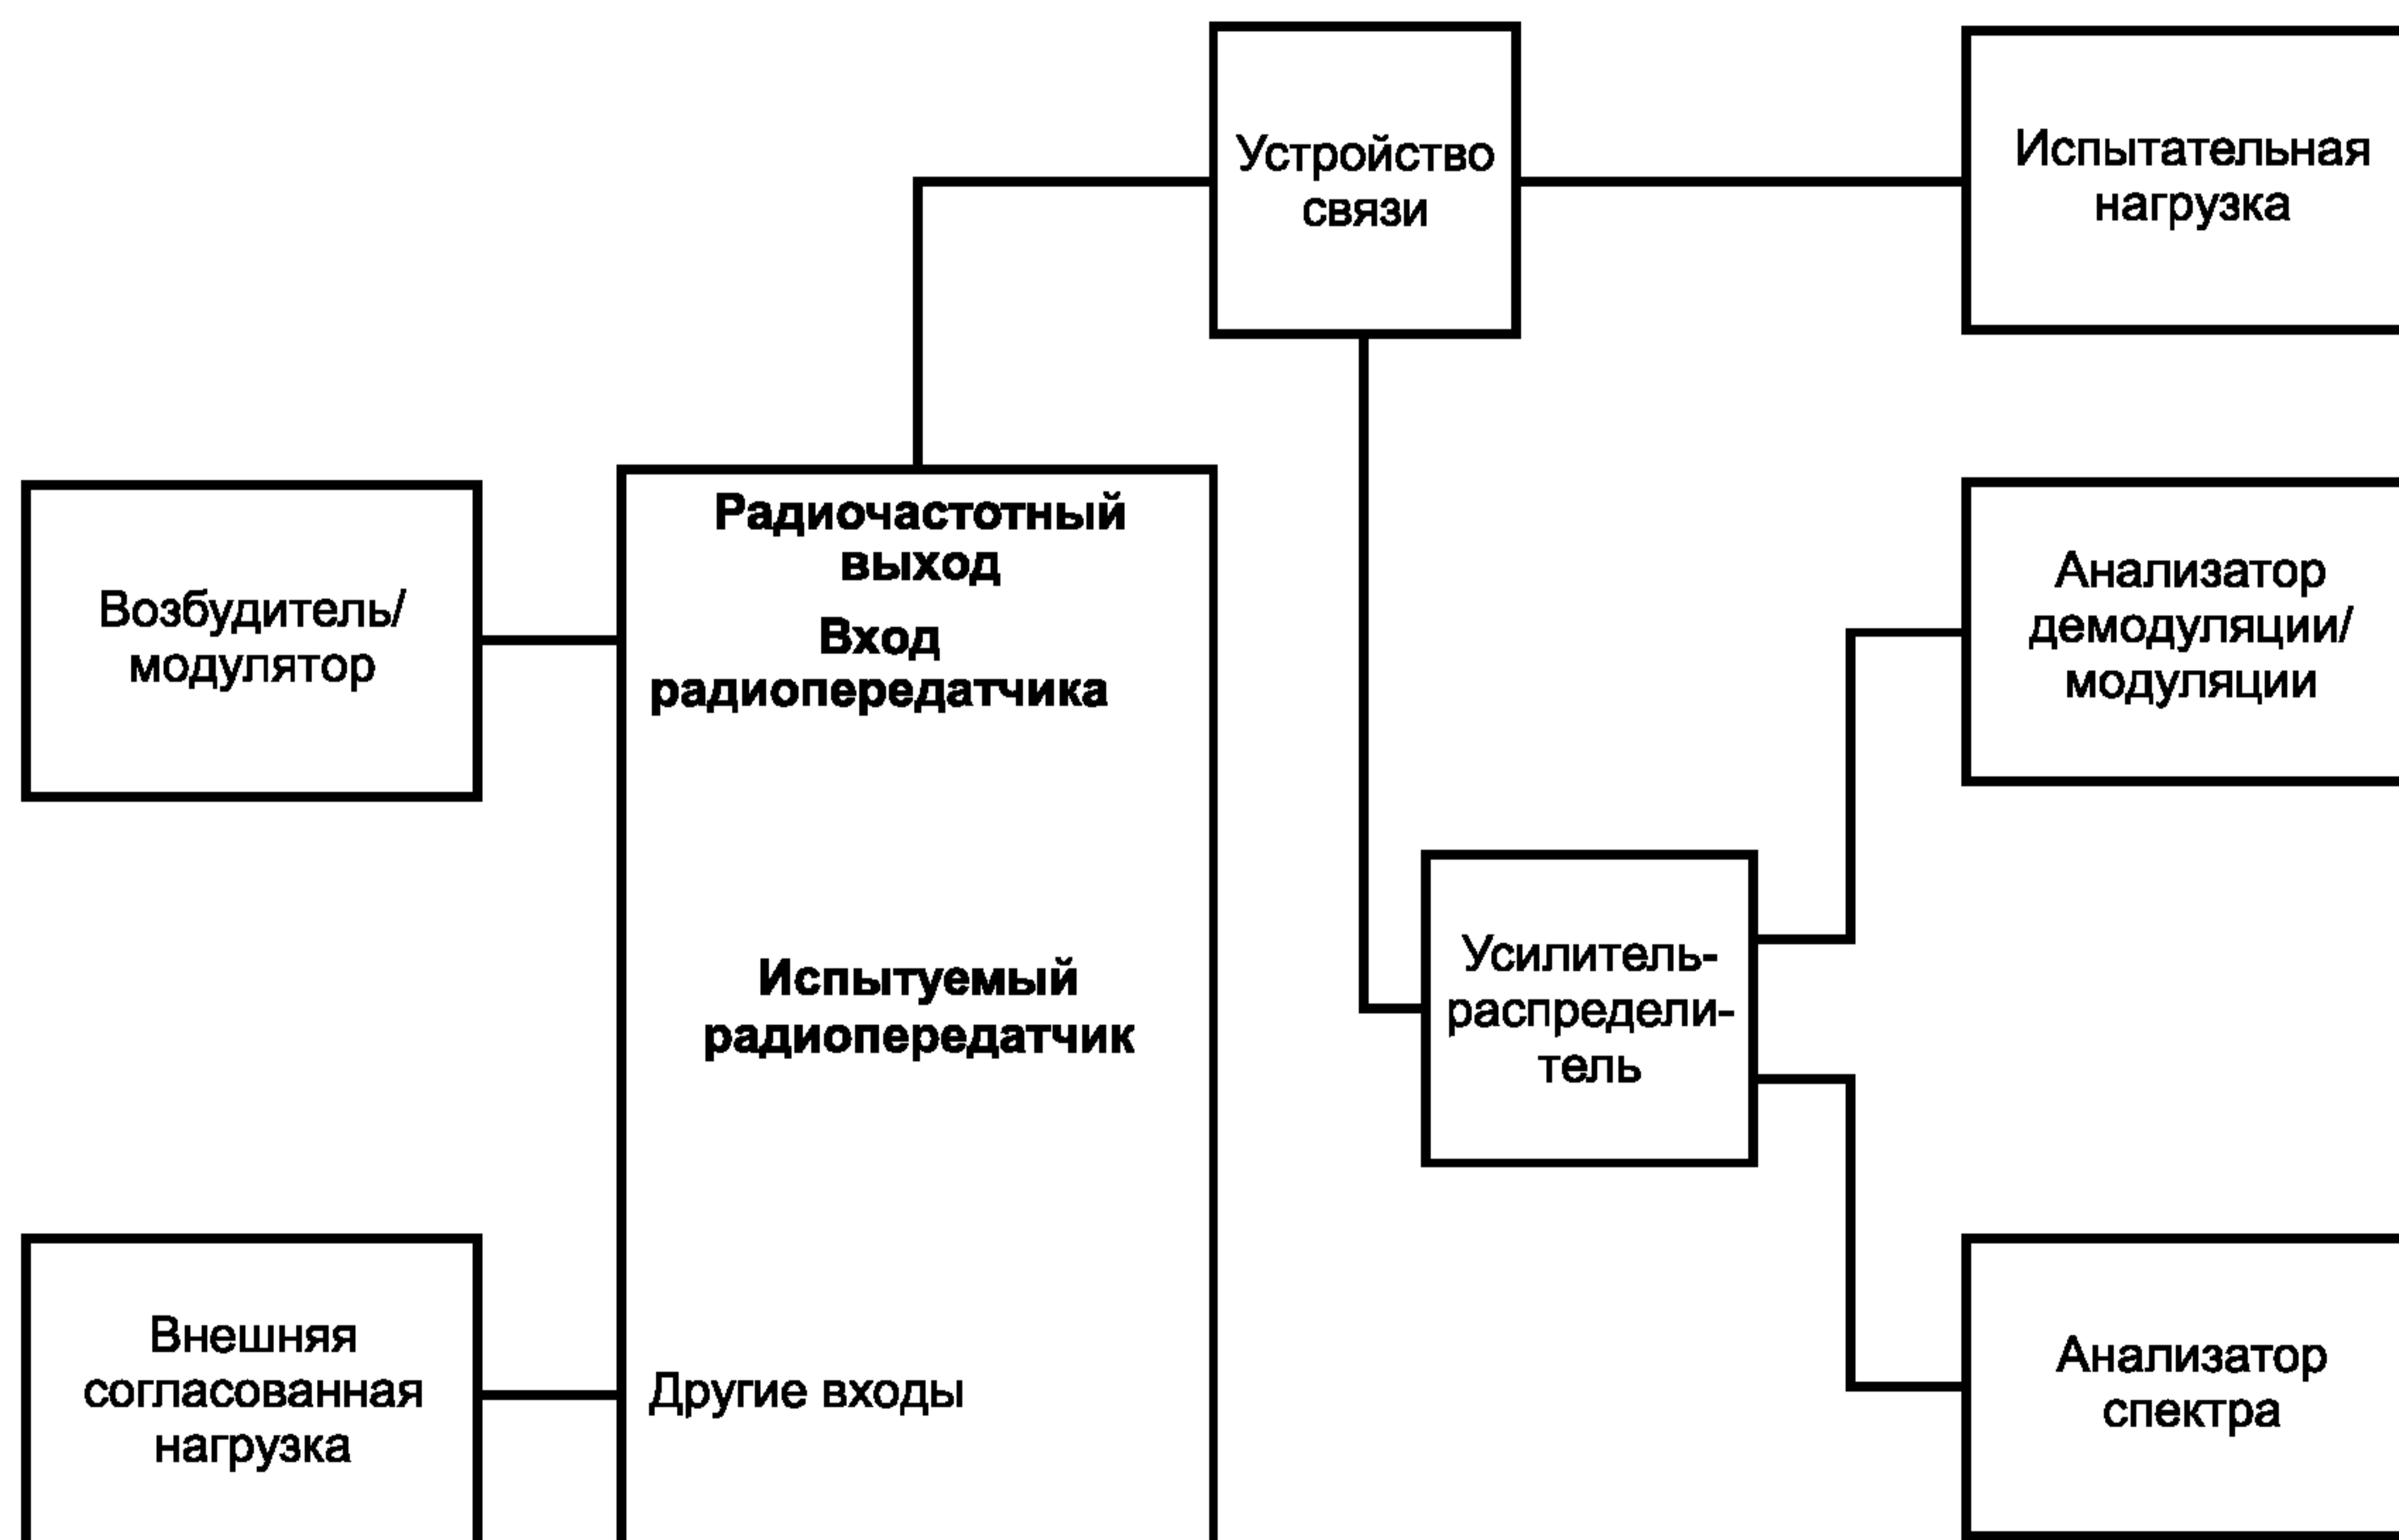 Устройство
связи
Испытательная
нагрузка
Возбудитель/
модулятор
Радиочастотный
выход
Вход
радиопередатчика
Анализатор
демодуляции/
модуляции
Испытуемый
радиопередатчик
Усилитель-
распредели-
тель
Внешняя
согласованная
нагрузка
Другие входы
Анализатор
спектра